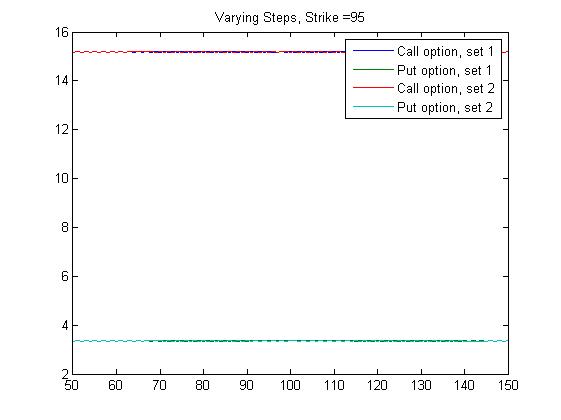 Varying Steps, Strike =95
16
14
12
10
8
6
4
2
Call option, set 1
Put option, set 1
Call option, set 2
Put option, set 2
50 60 70 80 90 100 110 120 130 140 150